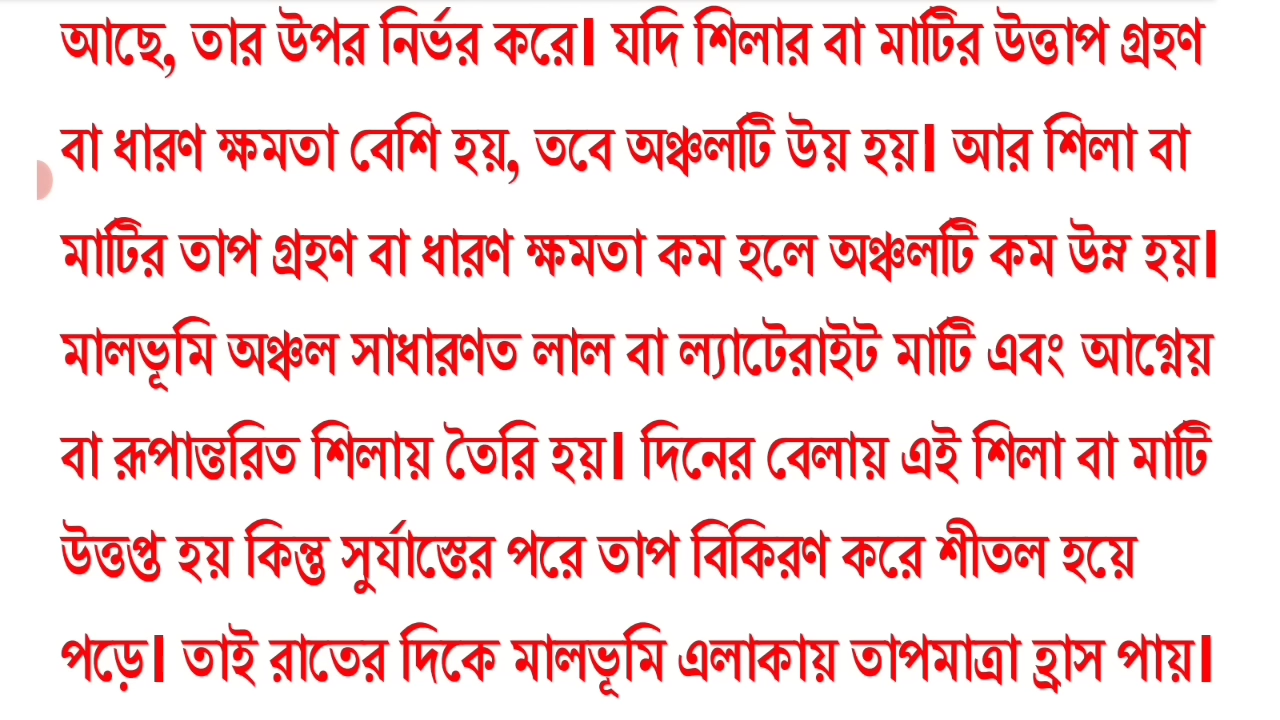 আছে, তার উপর নির্ভর করে। যদি শিলার বা মাটির উত্তাপ গ্রহণ
বা ধারণ ক্ষমতা বেশি হয়, তবে অঞ্চলটি উয় হয়। আর শিলা বা
মাটির তাপ গ্রহণ বা ধারণ ক্ষমতা কম হলে অঞ্চলটি কম উম্ন হয়।
মালভূমি অঞ্চল সাধারণত লাল বা ল্যাটেরাইট মাটি এবং আগ্নেয়
বা রূপান্তরিত শিলায় তৈরি হয়। দিনের বেলায় এই শিলা বা মাটি
উত্তপ্ত হয় কিন্তু সুর্যাস্তের পরে তাপ বিকিরণ করে শীতল হয়ে
পড়ে। তাই রাতের দিকে মালভূমি এলাকায় তাপমাত্রা হ্রাস পায়।